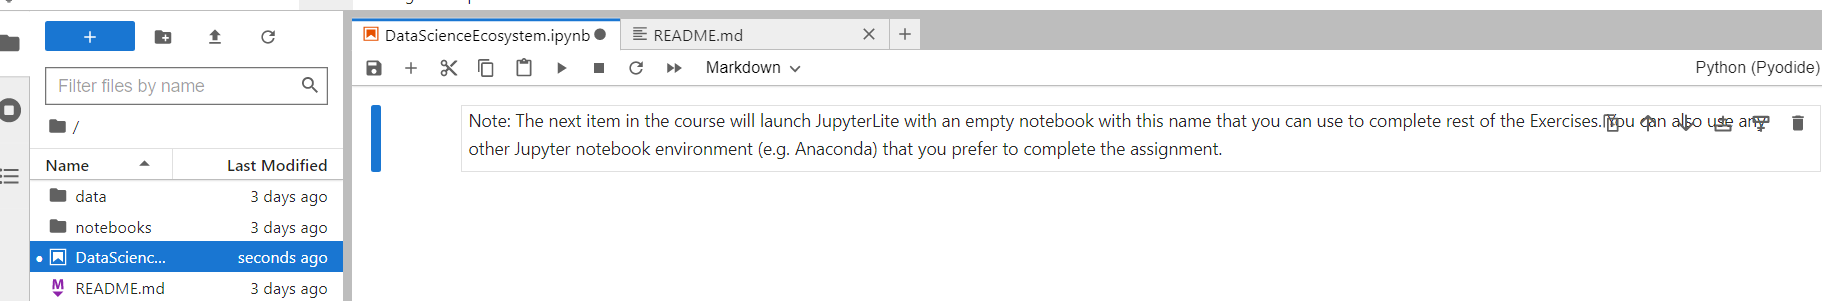 +
DataScienceEcosystem.ipynb
README.md
+
Filter files by name
Markdown
Python (Pyodide)
/
Name Last Modified
data 3 days ago
notebooks 3 days ago
DataScienc... seconds ago
README.md 3 days ago
Note: The next item in the course will launch JupyterLite with an empty notebook with this name that you can use to complete rest of the Exercises. You can also use any
other Jupyter notebook environment (e.g. Anaconda) that you prefer to complete the assignment.